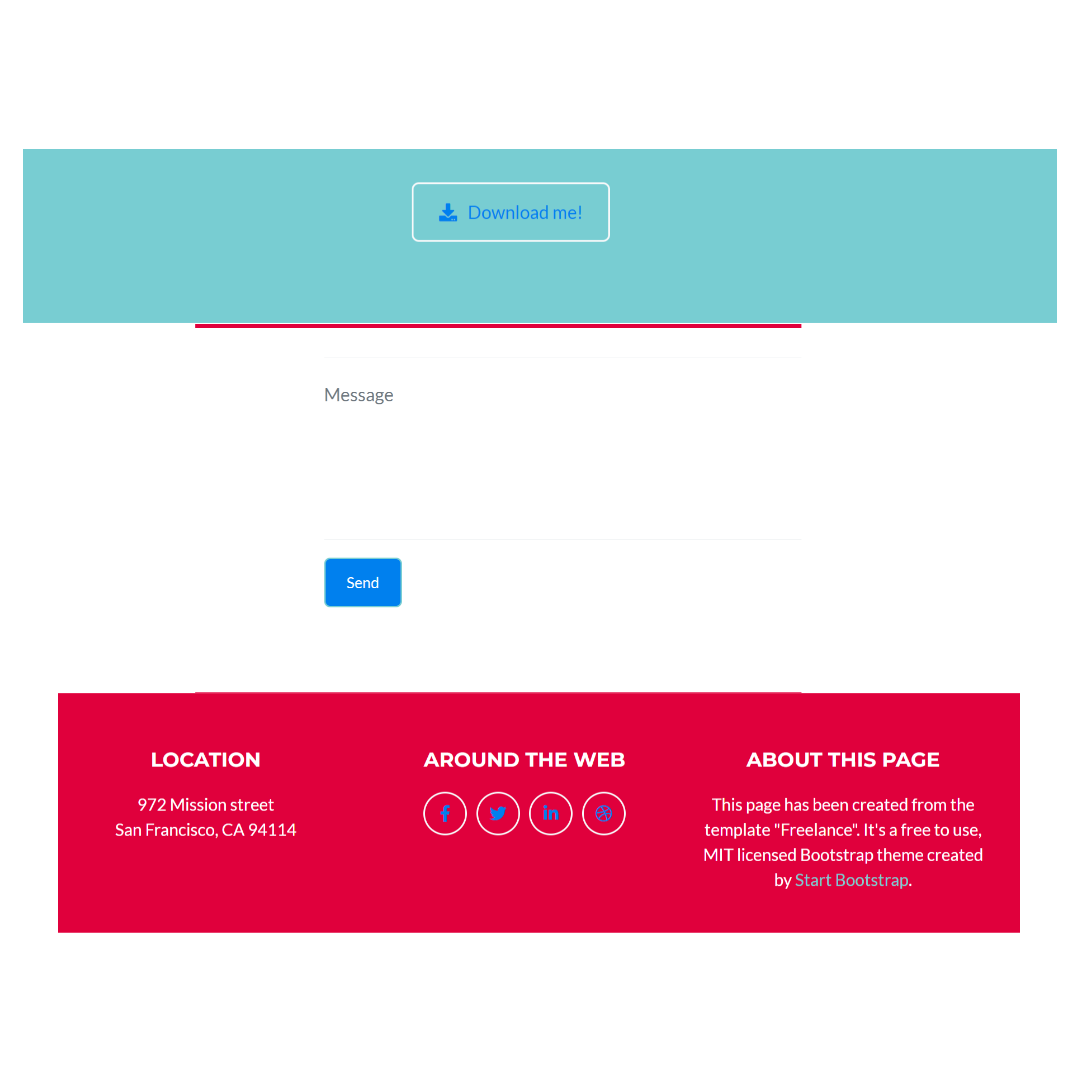 Download me!
Message
Send
LOCATION
972 Mission street
San Francisco, CA 94114
AROUND THE WEB
ABOUT THIS PAGE
This page has been created from the
template "Freelance". It's a free to use,
MIT licensed Bootstrap theme created
by Start Bootstrap.